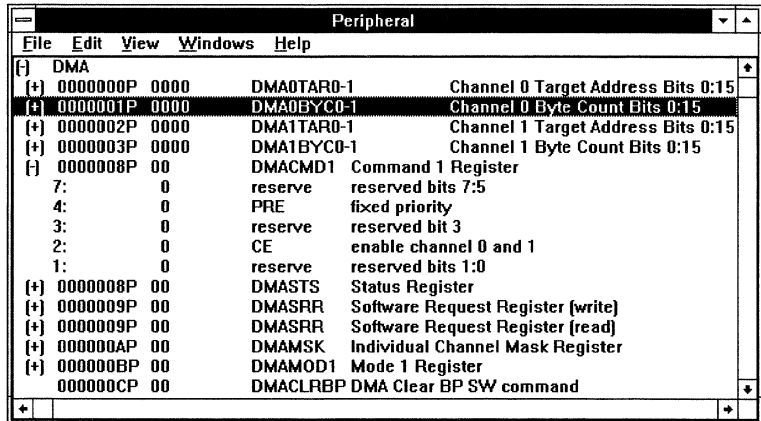 Peripheral
File Edit View Windows Help
[-] DMA
[+] 0000000P 0000 DMA0TAR0-1 Channel 0 Target Address Bits 0:15
[+] 0000001P 0000 DMA0BYC0-1 Channel 0 Byte Count Bits 0:15
[+] 0000002P 0000 DMA1TAR0-1 Channel 1 Target Address Bits 0:15
[+] 0000003P 0000 DMA1BYC0-1 Channel 1 Byte Count Bits 0:15
[-] 0000008P 00 DMACMD1 Command 1 Register
7: 0 reserve reserved bits 7:5
4: 0 PRE fixed priority
3: 0 reserve reserved bit 3
2: 0 CE enable channel 0 and 1
1: 0 reserve reserved bits 1:0
[+] 0000008P 00 DMASTS Status Register
[+] 0000009P 00 DMASRR Software Request Register (write)
[+] 0000009P 00 DMASRR Software Request Register (read)
[+] 000000AP 00 DMAMSK Individual Channel Mask Register
[+] 000000BP 00 DMAMOD1 Mode 1 Register
000000CP 00 DMACLRBP DMA Clear BP SW command